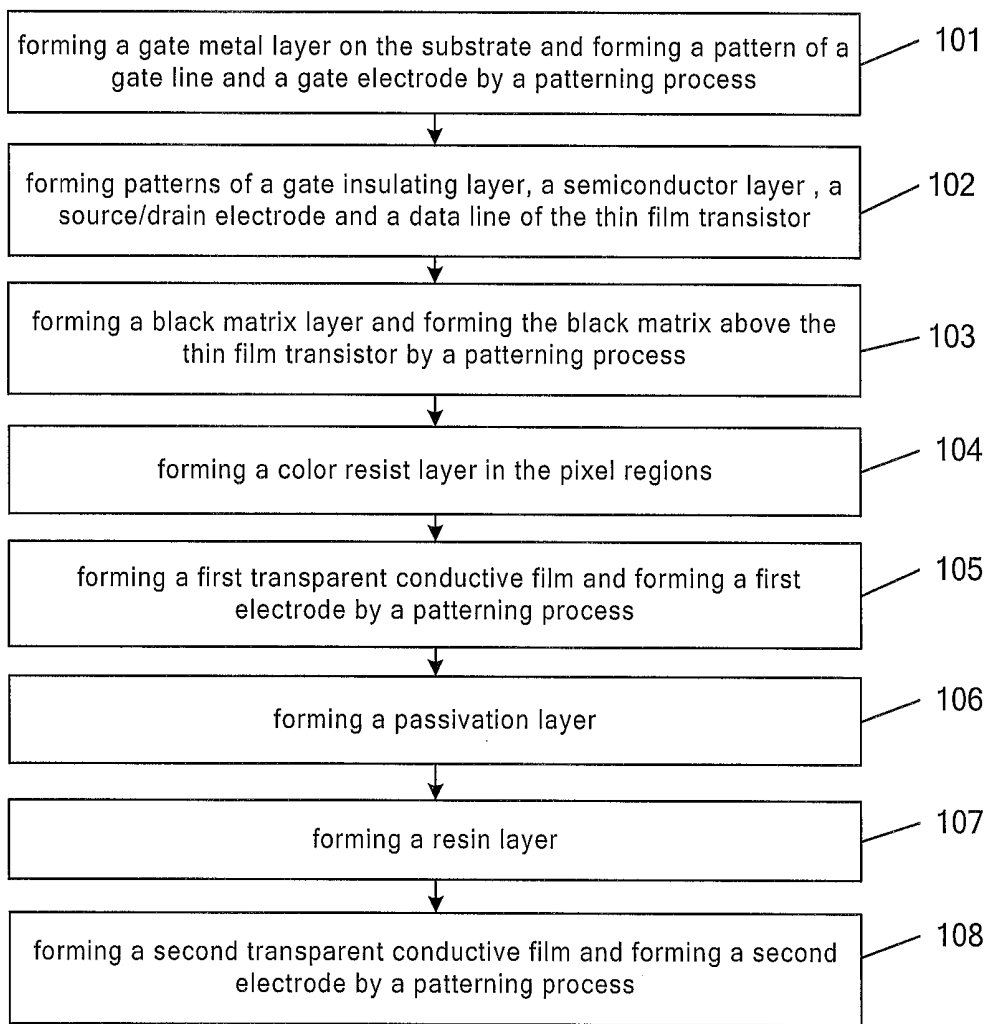 forming a gate metal layer on the substrate and forming a pattern of a
gate line and a gate electrode by a patterning process
101
forming patterns of a gate insulating layer, a semiconductor layer , a
source/drain electrode and a data line of the thin film transistor
102
forming a black matrix layer and forming the black matrix above the
thin film transistor by a patterning process
103
forming a color resist layer in the pixel regions
104
forming a first transparent conductive film and forming a first
electrode by a patterning process
105
forming a passivation layer
106
forming a resin layer
107
forming a second transparent conductive film and forming a second
electrode by a patterning process
108